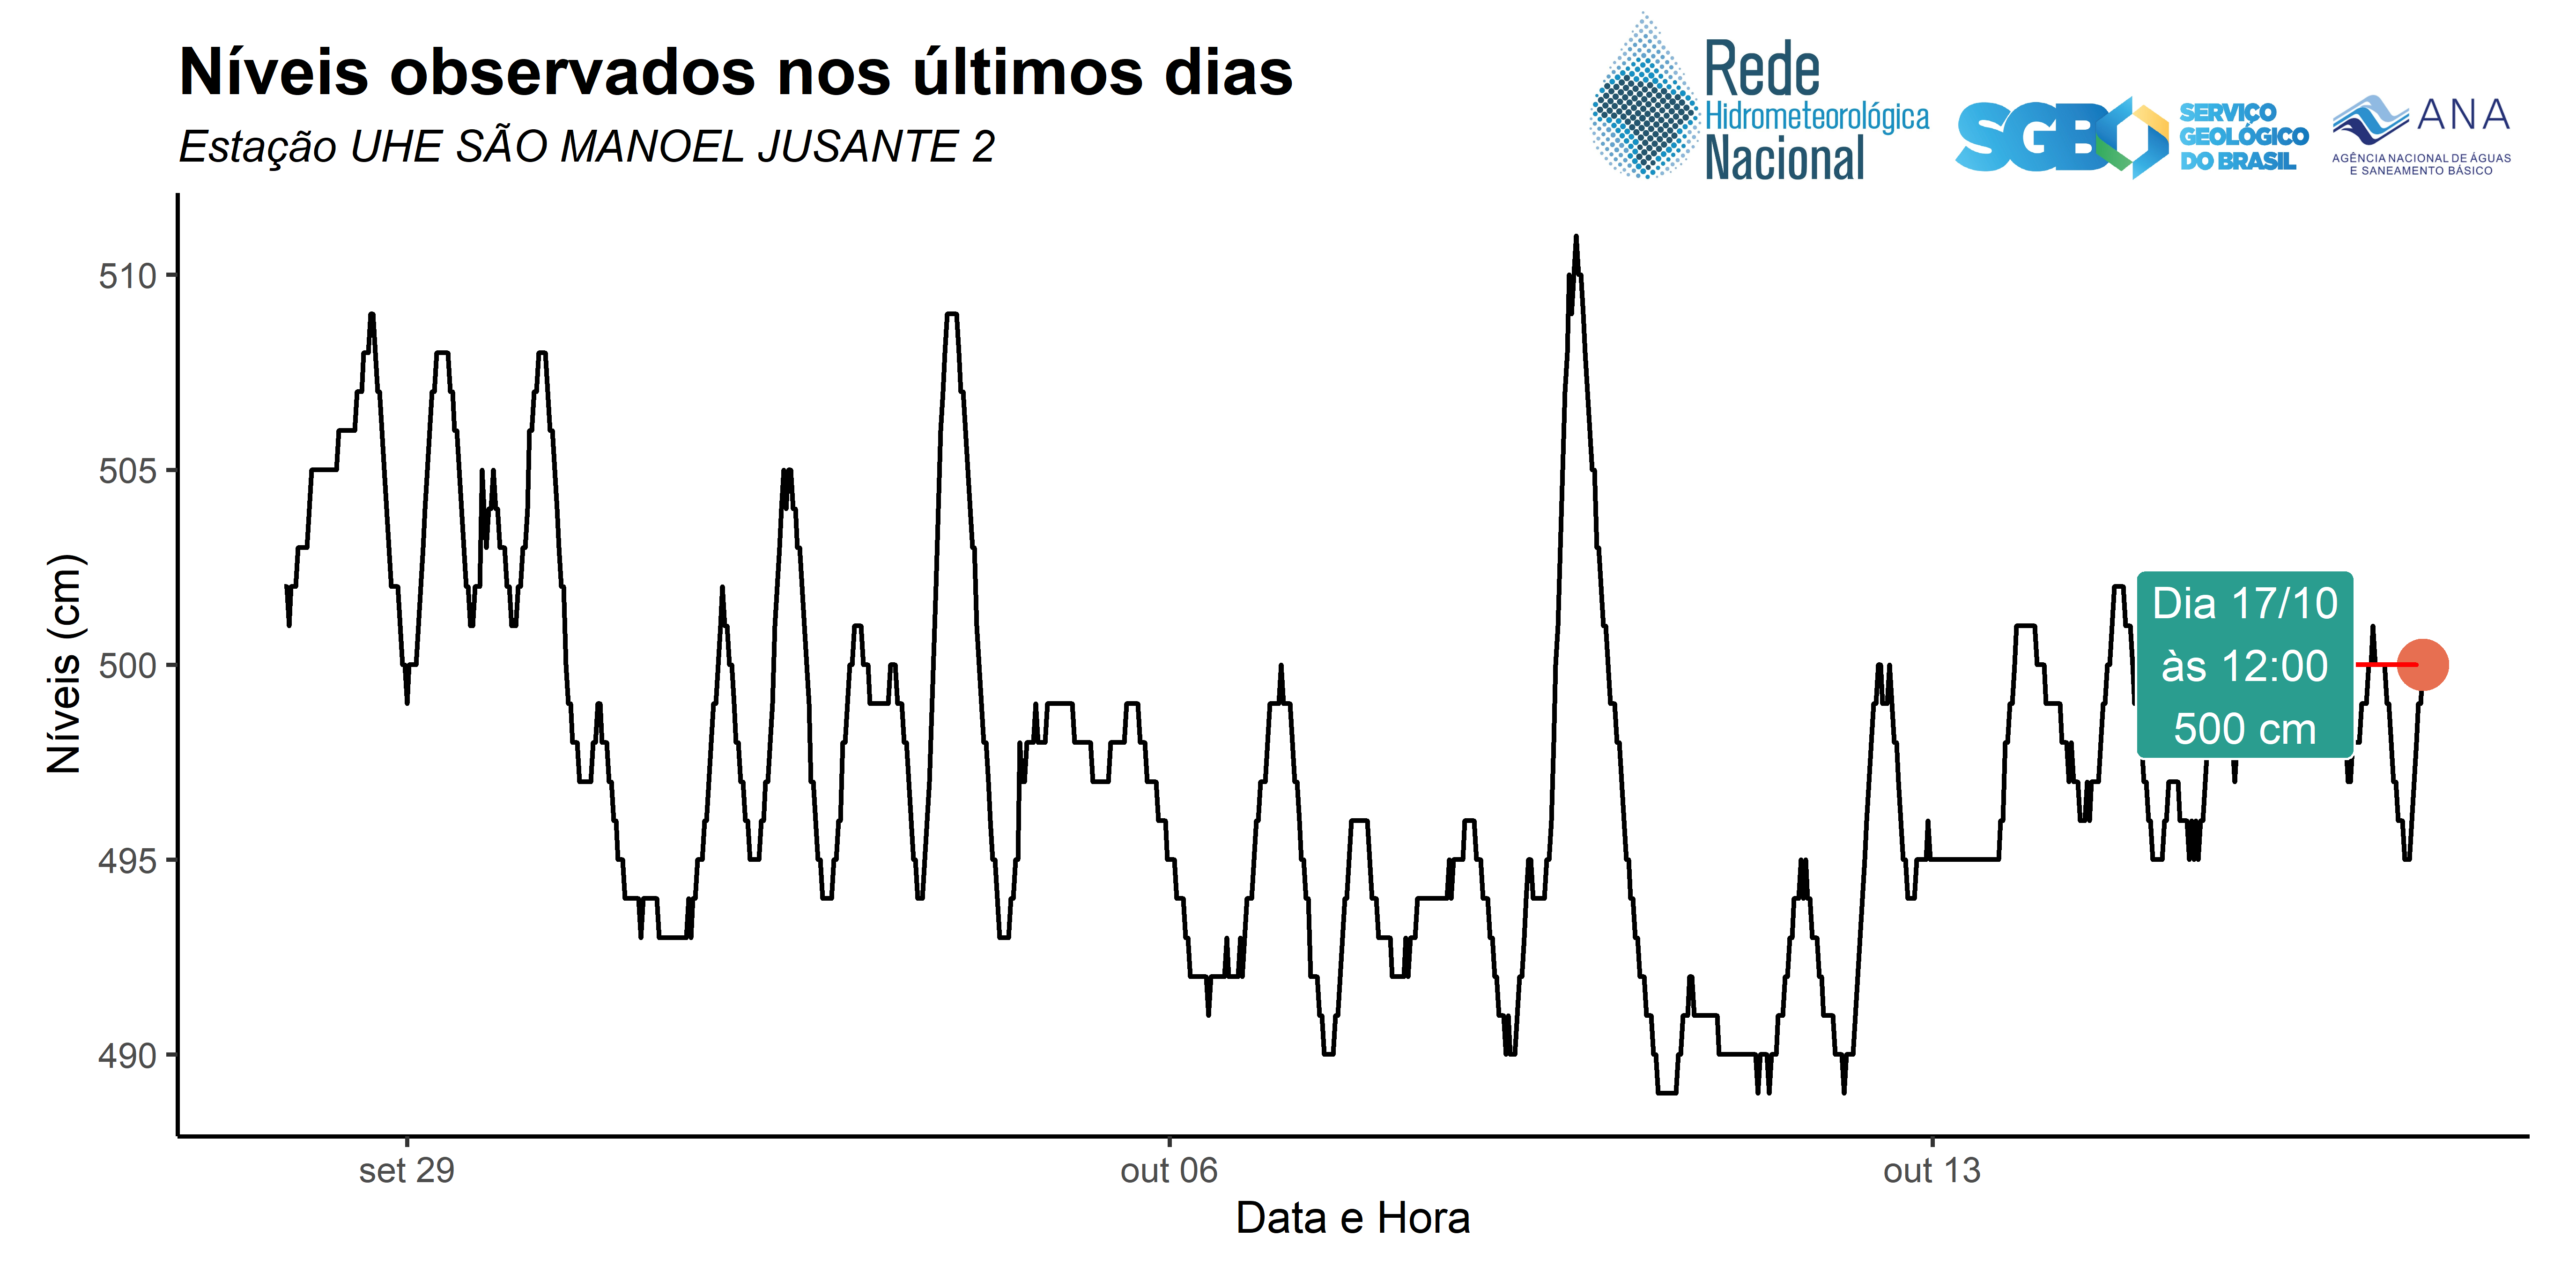 Níveis observados nos últimos dias
Estação UHE SÃO MANOEL JUSANTE 2
Rede
Hidrometeorológica
Nacional
SGB
SERVIÇO
GEOLÓGICO
DO BRASIL
ANA
AGÊNCIA NACIONAL DE ÁGUAS
E SANEAMENTO BÁSICO
Níveis (cm)
510
505
500
495
490
Dia 17/10
às 12:00
500 cm
set 29
out 06
out 13
Data e Hora